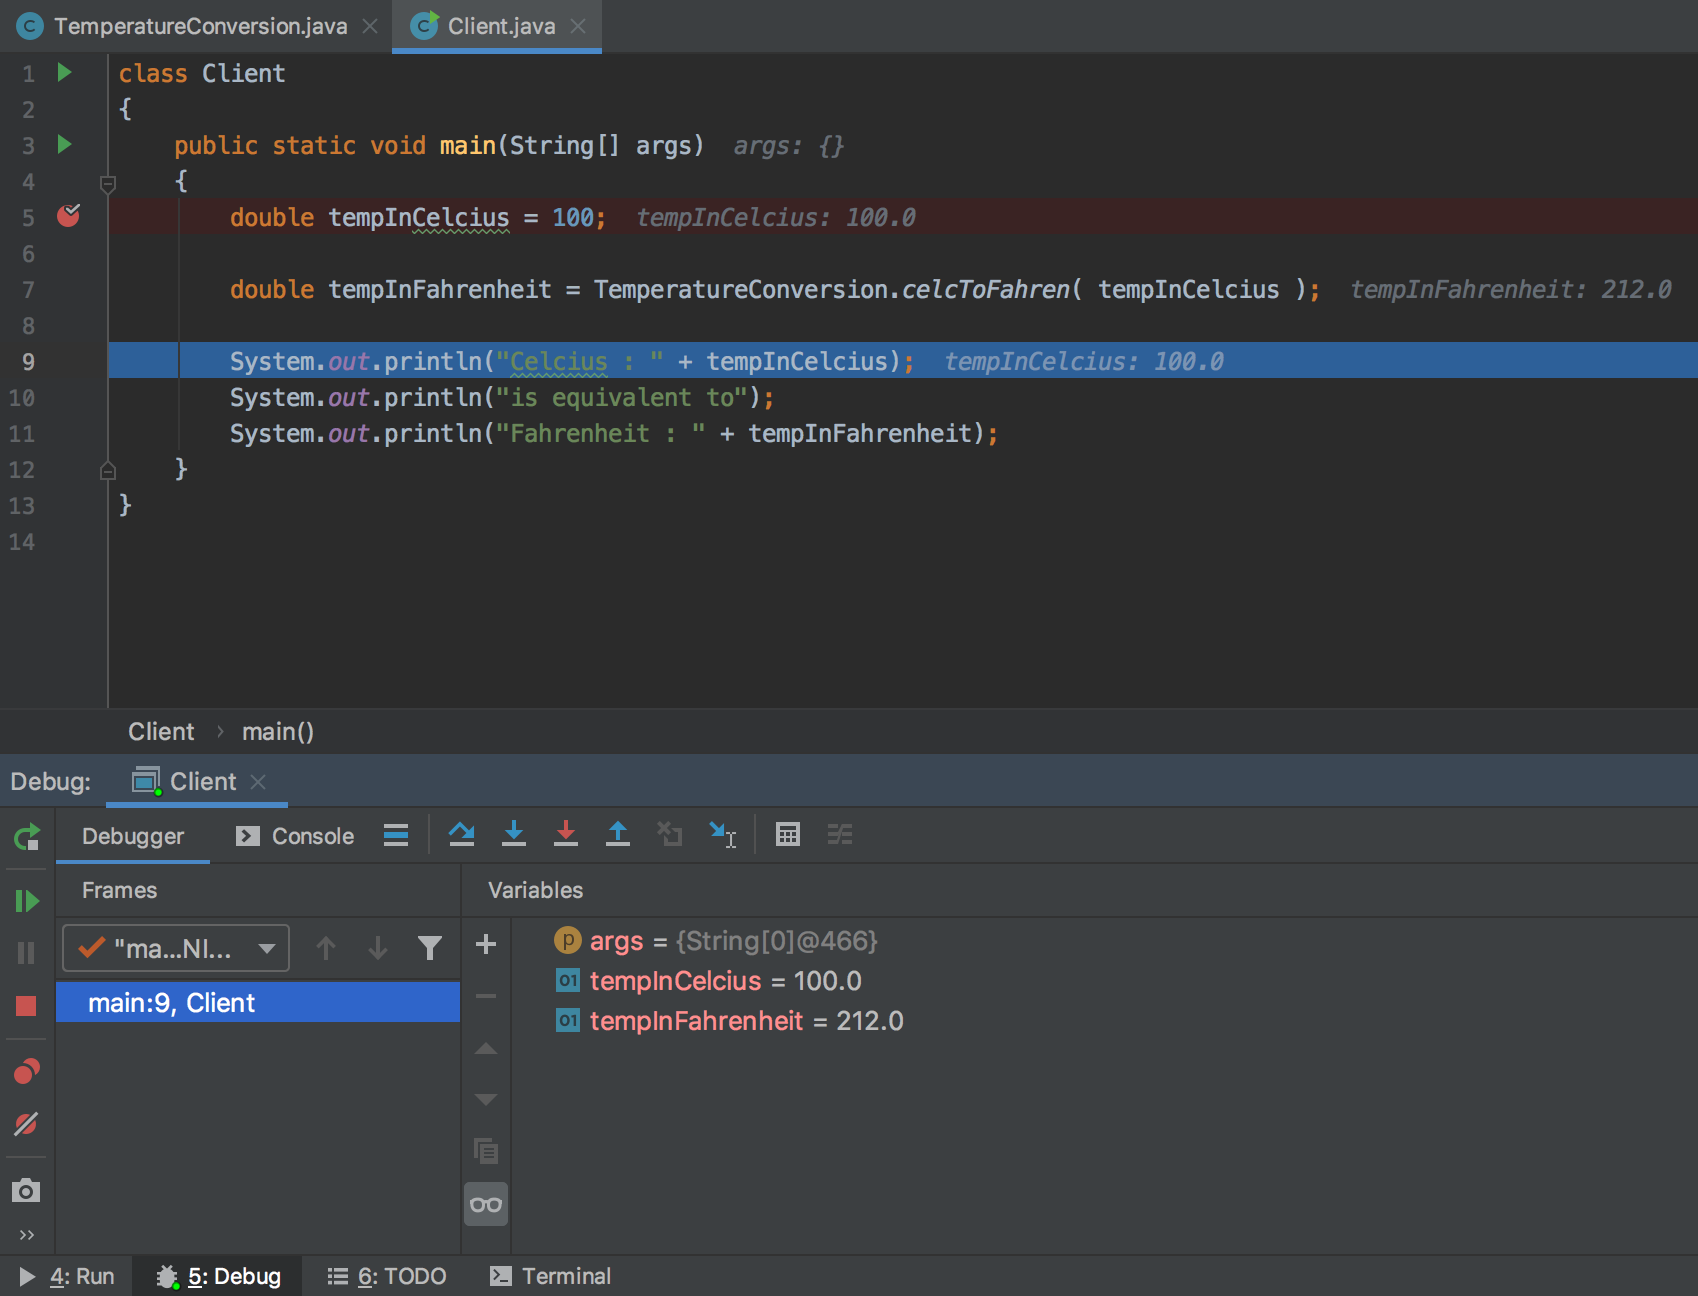 TemperatureConversion.java Client.java
1 class Client
2 {
3 public static void main(String[] args) args: {}
4 {
5 double tempInCelcius = 100; tempInCelcius: 100.0
6
7 double tempInFahrenheit = TemperatureConversion.celcToFahren( tempInCelcius ); tempInFahrenheit: 212.0
8
9 System.out.println("Celcius : " + tempInCelcius); tempInCelcius: 100.0
10 System.out.println("is equivalent to");
11 System.out.println("Fahrenheit : " + tempInFahrenheit);
12 }
13 }
14
Client › main()
Debug: Client
Debugger Console
Frames
"ma...NI...
main:9, Client
Variables
p args = {String[0]@466}
01 tempInCelcius = 100.0
01 tempInFahrenheit = 212.0
4: Run 5: Debug 6: TODO Terminal